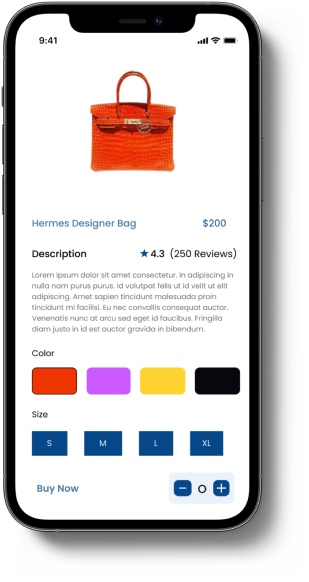 9:41
Hermes Designer Bag $200
Description ★ 4.3 (250 Reviews)
Lorem ipsum dolor sit amet consectetur. In adipiscing in
nulla nam purus purus. Id volutpat felis ut id velit ut elit
adipiscing. Amet sapien tincidunt malesuada proin
tincidunt mi facilisi. Eu nec convallis consequat auctor.
Venenatis nunc at arcu sed eget id faucibus. Fringilla
diam justo in id est auctor gravida in bibendum.
Color
Size
S M L XL
Buy Now − 0 +